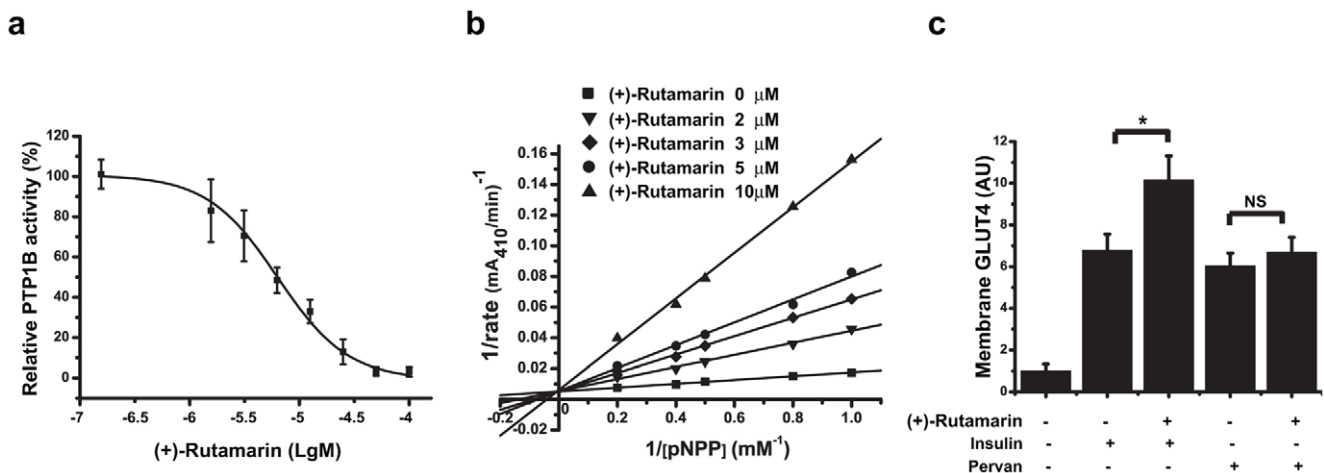 a
b
c
Relative PTP1B activity (%)
120
100
80
60
40
20
0
-7
-6
-5.5
-5
-4.5
-4
(+)-Rutamarin (LgM)
(+)-Rutamarin 0 μM
(+)-Rutamarin 2 μM
(+)-Rutamarin 3 μM
(+)-Rutamarin 5 μM
(+)-Rutamarin 10μM
1/rate (mA410/min)-1
0.16
0.14
0.12
0.10
0.08
0.06
0.04
0.02
-0.02
-0.2
0
0.2
0.4
0.6
0.8
1.0
1/[pNPP] (mM-1)
Membrane GLUT4 (AU)
12
10
8
6
4
2
0
*
NS
(+)-Rutamarin - - + - +
Insulin - + + - -
Pervan - - - + +